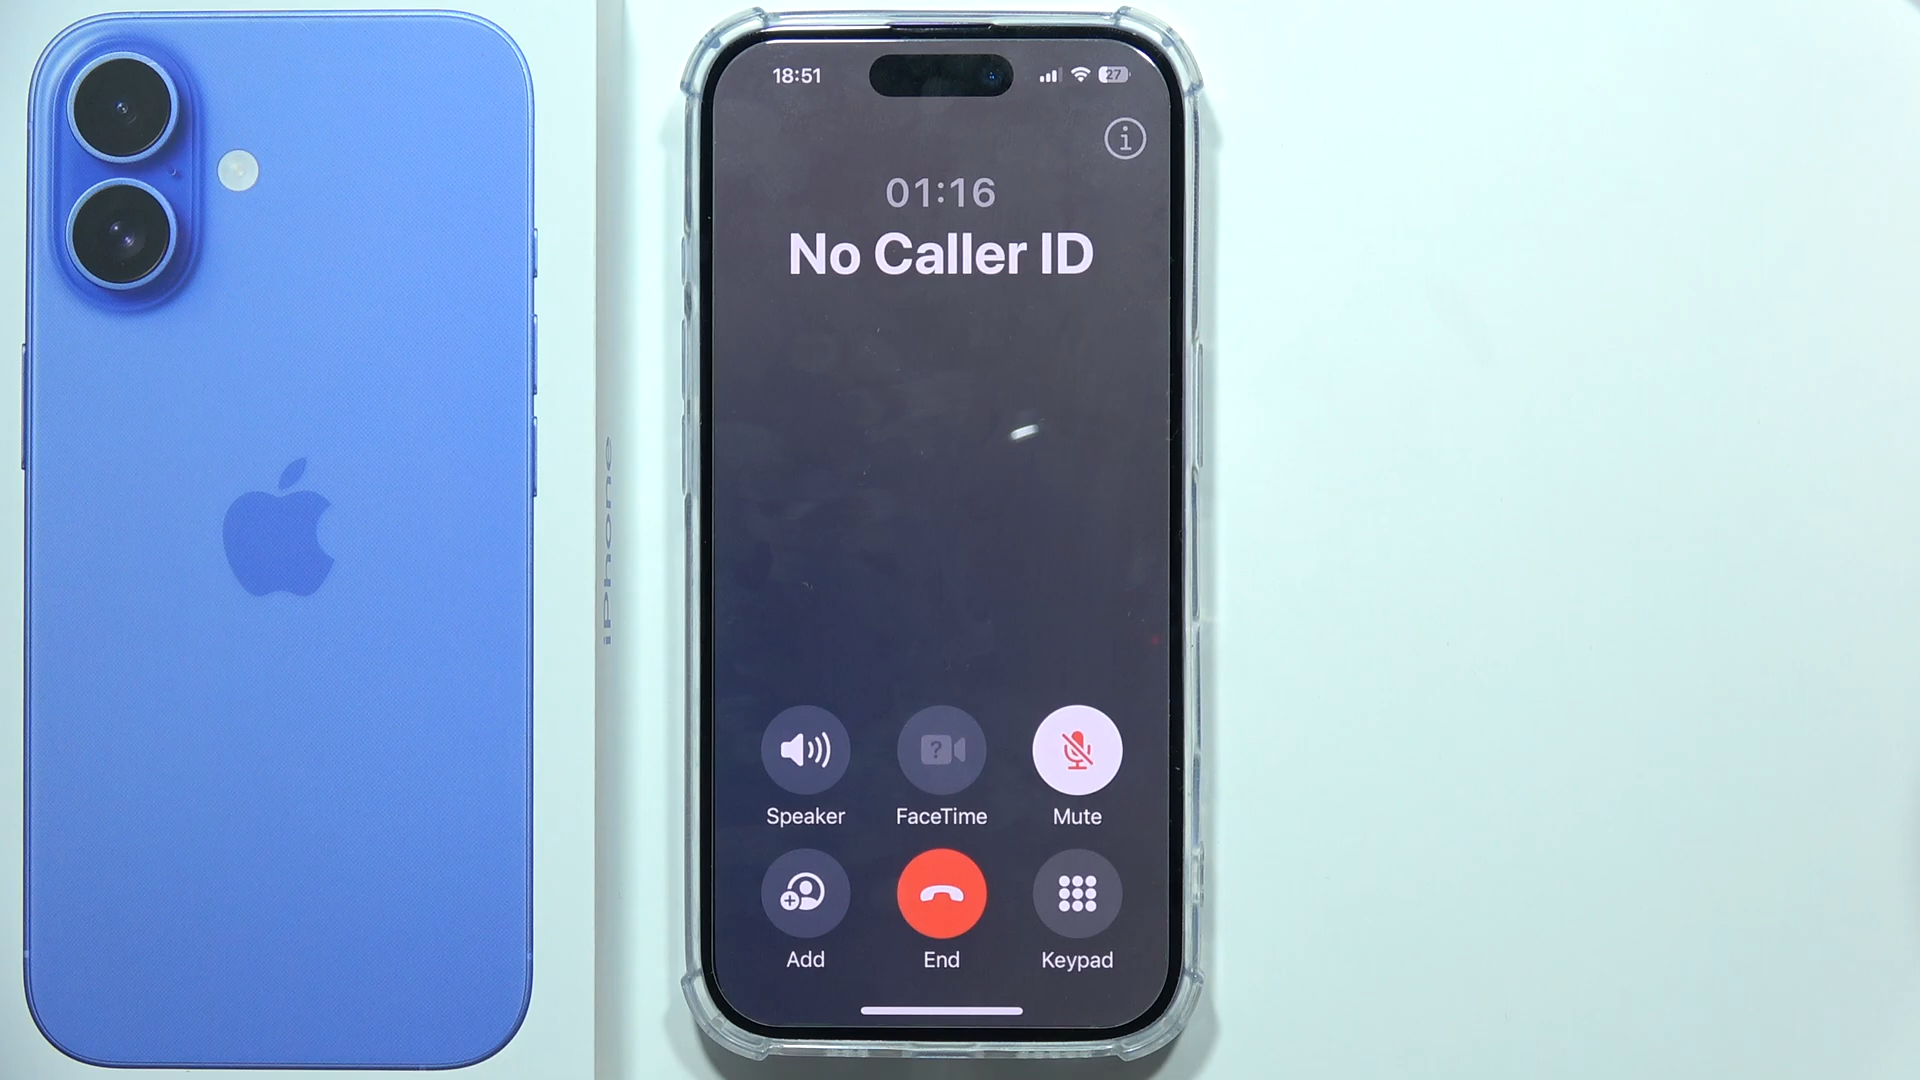 iPhone
18:51
27
01:16
No Caller ID
Speaker
FaceTime
Mute
Add
End
Keypad